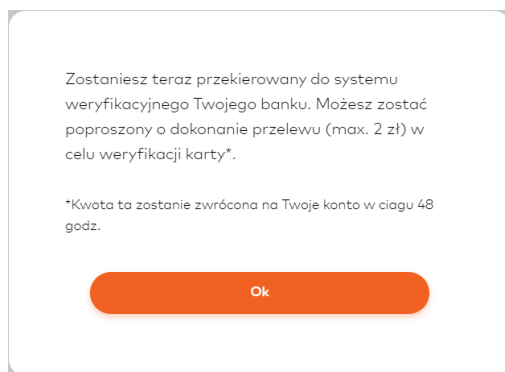 Zostaniesz teraz przekierowany do systemu
weryfikacyjnego Twojego banku. Możesz zostać
poproszony o dokonanie przelewu (max. 2 zł) w
celu weryfikacji karty*.
*Kwota ta zostanie zwrócona na Twoje konto w ciagu 48
godz.
Ok